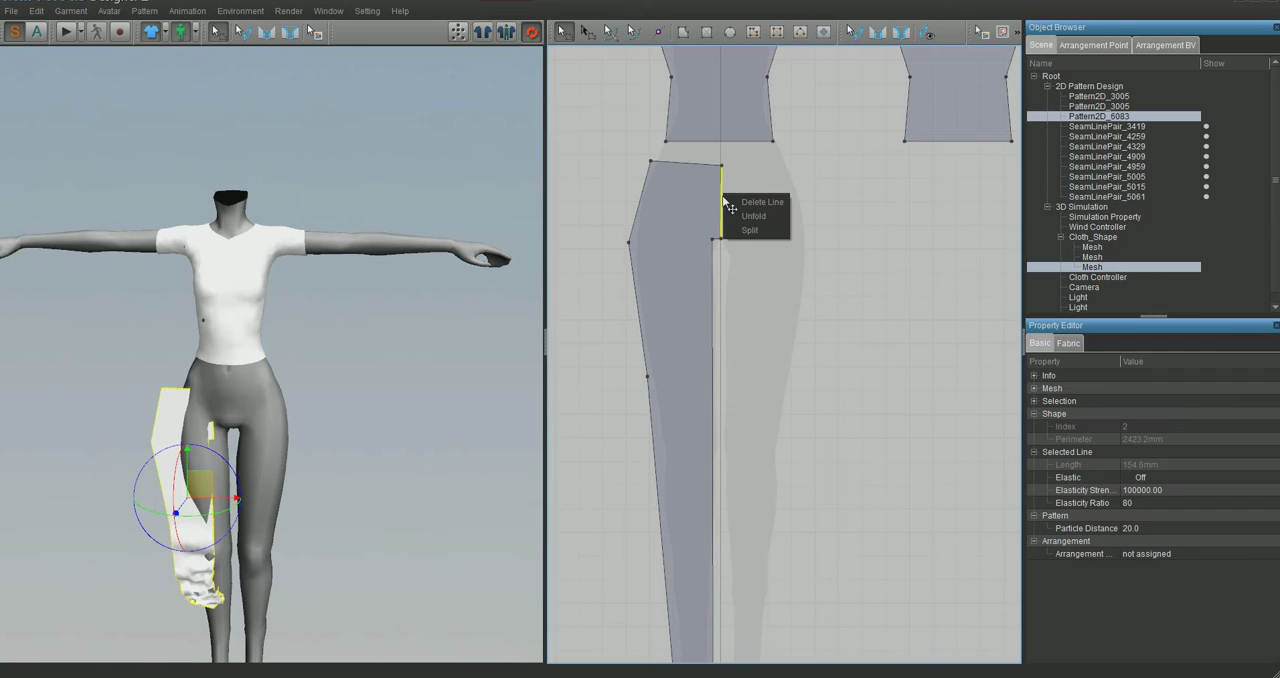 File Edit Garment Avatar Pattern Animation Environment Render Window Setting Help
S A
Delete Line
Unfold
Split
Object Browser
Scene Arrangement Point Arrangement BV
Name Show
Root
2D Pattern Design
Pattern2D_3005
Pattern2D_3005
Pattern2D_6083
SeamLinePair_3419
SeamLinePair_4259
SeamLinePair_4329
SeamLinePair_4909
SeamLinePair_4959
SeamLinePair_5005
SeamLinePair_5015
SeamLinePair_5061
3D Simulation
Simulation Property
Wind Controller
Cloth_Shape
Mesh
Mesh
Mesh
Cloth Controller
Camera
Light
Light
Property Editor
Basic Fabric
Property Value
Info
Mesh
Selection
Shape
Index 2
Perimeter 2423.2mm
Selected Line
Length 154.6mm
Elastic Off
Elasticity Stren... 100000.00
Elasticity Ratio 80
Pattern
Particle Distance 20.0
Arrangement
Arrangement ... not assigned